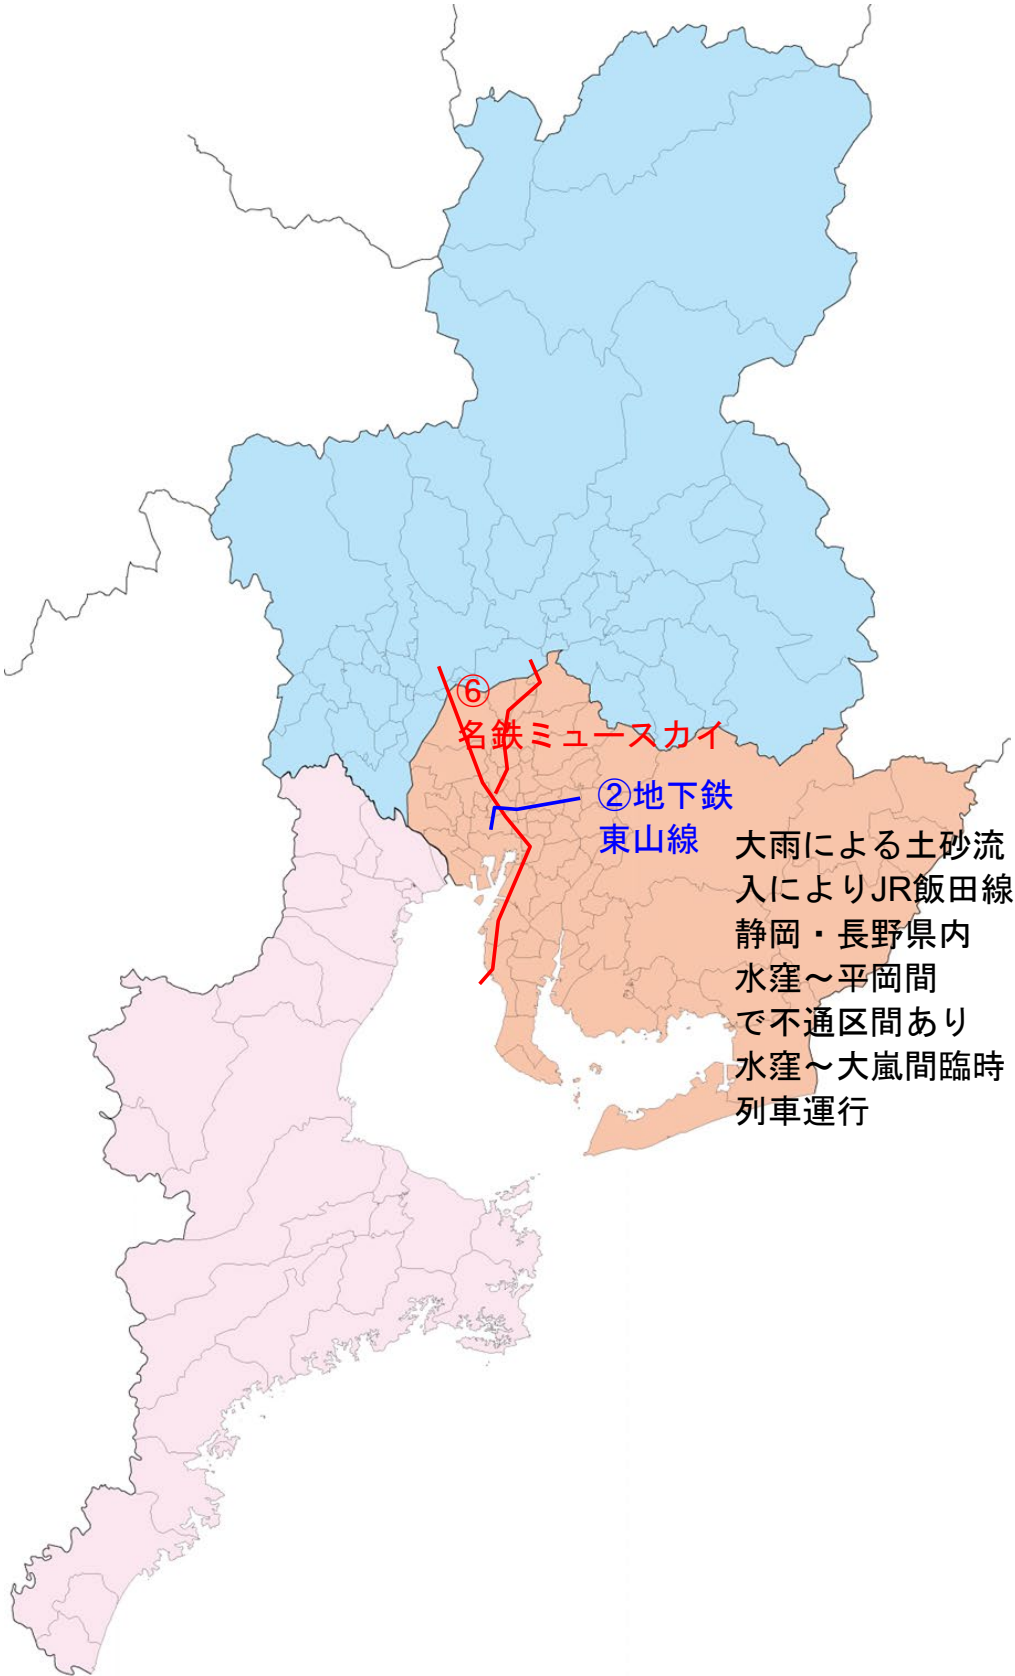 ⑥
名鉄ミュースカイ
②地下鉄
東山線
大雨による土砂流
入によりJR飯田線
静岡・長野県内
水窪～平岡間
で不通区間あり
水窪～大嵐間臨時
列車運行